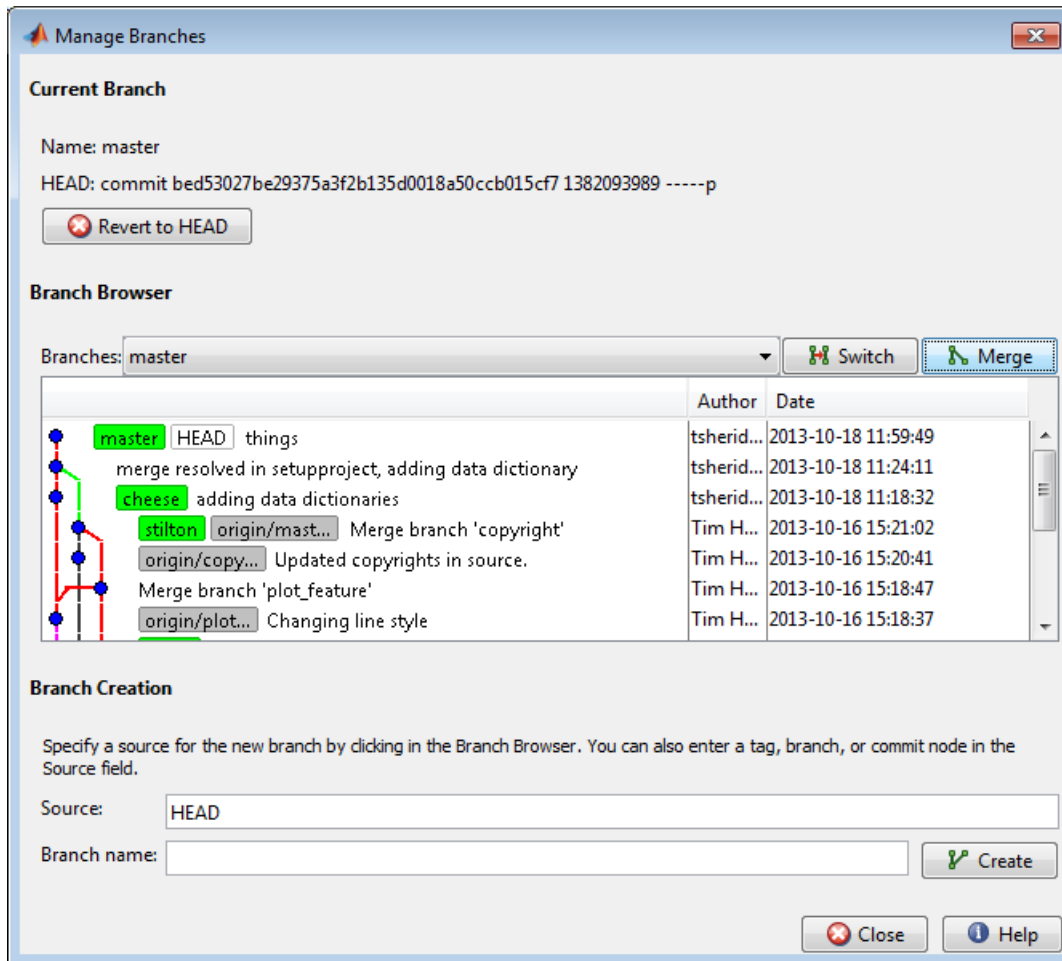 Manage Branches
Current Branch
Name: master
HEAD: commit bed53027be29375a3f2b135d0018a50ccb015cf7 1382093989 -----p
Revert to HEAD
Branch Browser
Branches: master Switch Merge
Author Date
master HEAD things tsherid... 2013-10-18 11:59:49
merge resolved in setupproject, adding data dictionary tsherid... 2013-10-18 11:24:11
cheese adding data dictionaries tsherid... 2013-10-18 11:18:32
stilton origin/mast... Merge branch 'copyright' Tim H... 2013-10-16 15:21:02
origin/copy... Updated copyrights in source. Tim H... 2013-10-16 15:20:41
Merge branch 'plot_feature' Tim H... 2013-10-16 15:18:47
origin/plot... Changing line style Tim H... 2013-10-16 15:18:37
Branch Creation
Specify a source for the new branch by clicking in the Branch Browser. You can also enter a tag, branch, or commit node in the
Source field.
Source: HEAD
Branch name: Create
Close Help